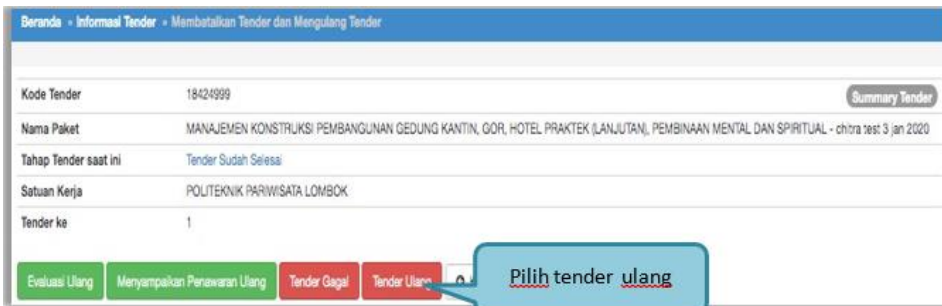 Beranda » Informasi Tender » Membatalkan Tender dan Mengulang Tender
Kode Tender 18424999 Summary Tender
Nama Paket MANAJEMEN KONSTRUKSI PEMBANGUNAN GEDUNG KANTIN, GOR, HOTEL PRAKTEK (LANJUTAN), PEMBINAAN MENTAL DAN SPIRITUAL - chitra test 3 jan 2020
Tahap Tender saat ini Tender Sudah Selesai
Satuan Kerja POLITEKNIK PARIWISATA LOMBOK
Tender ke 1
Evaluasi Ulang Menyampaikan Penawaran Ulang Tender Gagal Tender Ulang
Pilih tender ulang